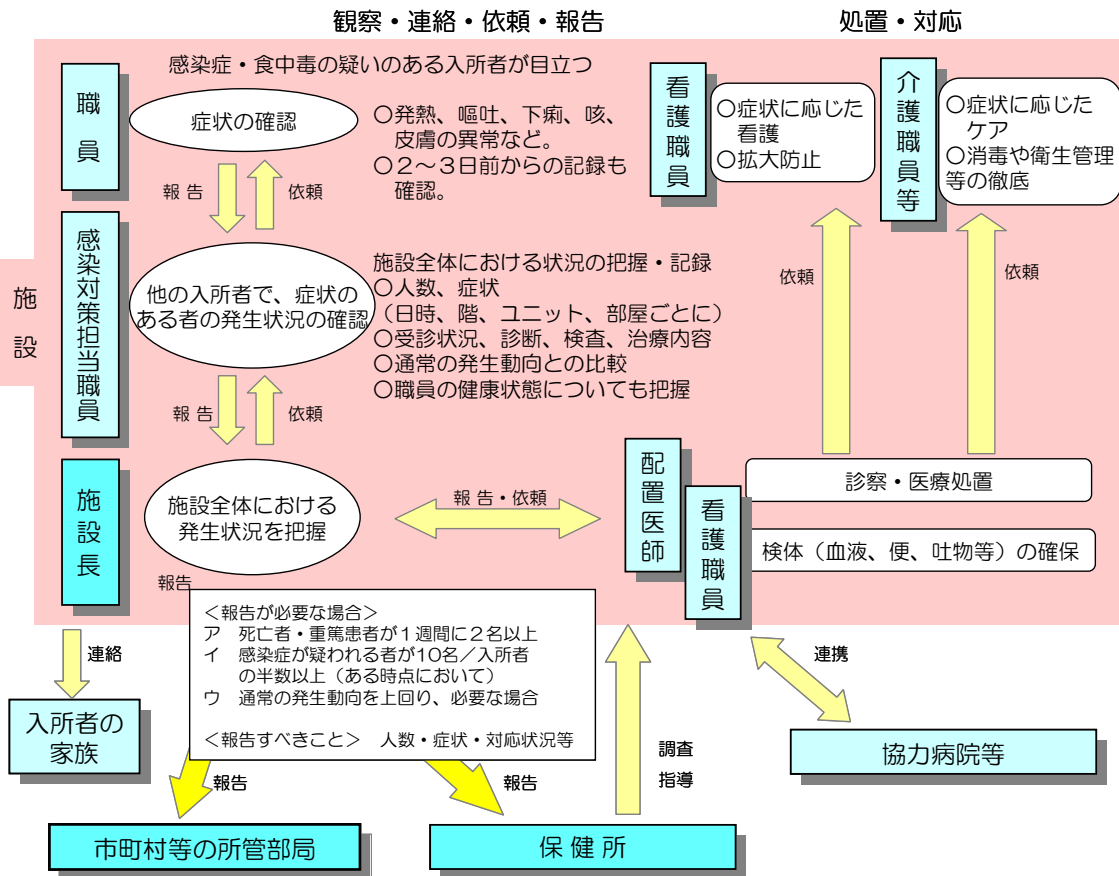 観察・連絡・依頼・報告
処置・対応
施設
職員
感染症・食中毒の疑いのある入所者が目立つ
症状の確認
○発熱、嘔吐、下痢、咳、
皮膚の異常など。
○２～３日前からの記録も
確認。
報 告
依頼
感染対策担当職員
他の入所者で、症状の
ある者の発生状況の確認
施設全体における状況の把握・記録
○人数、症状
（日時、階、ユニット、部屋ごとに）
○受診状況、診断、検査、治療内容
○通常の発生動向との比較
○職員の健康状態についても把握
報 告
依頼
施設長
施設全体における
発生状況を把握
報告・依頼
看護職員
○症状に応じた
看護
○拡大防止
介護職員等
○症状に応じた
ケア
○消毒や衛生管理
等の徹底
依頼
依頼
配置医師
看護職員
診察・医療処置
検体（血液、便、吐物等）の確保
報告
＜報告が必要な場合＞
ア　死亡者・重篤患者が１週間に２名以上
イ　感染症が疑われる者が10名／入所者
の半数以上（ある時点において）
ウ　通常の発生動向を上回り、必要な場合
＜報告すべきこと＞　人数・症状・対応状況等
連絡
入所者の
家族
報告
報告
調査
指導
連携
協力病院等
市町村等の所管部局
保健所